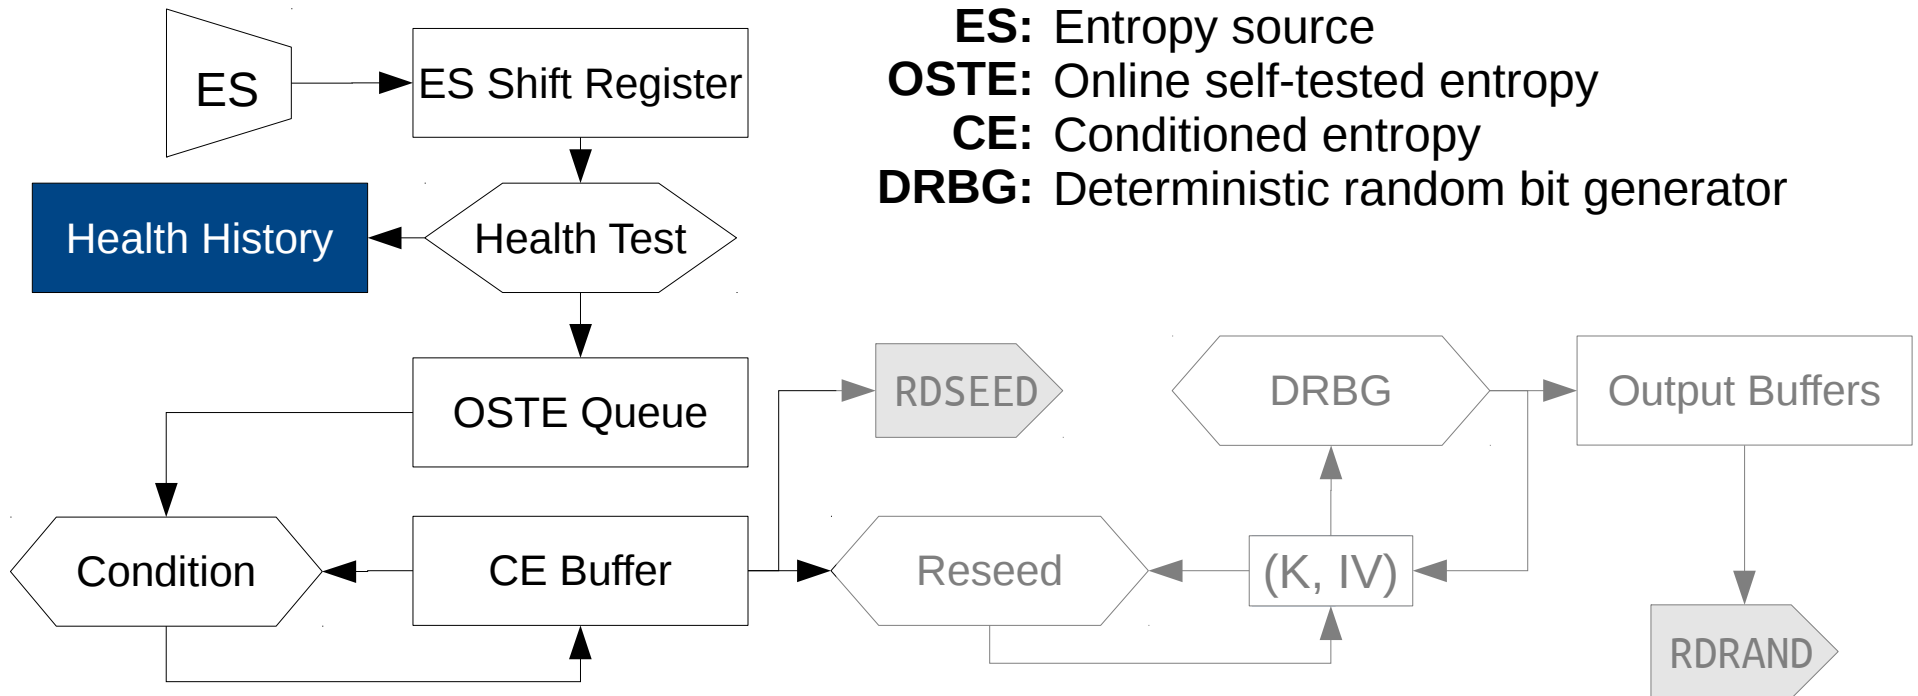 ES
ES Shift Register
ES: Entropy source
OSTE: Online self-tested entropy
CE: Conditioned entropy
DRBG: Deterministic random bit generator
Health History
Health Test
OSTE Queue
RDSEED
DRBG
Output Buffers
Condition
CE Buffer
Reseed
(K, IV)
RDRAND